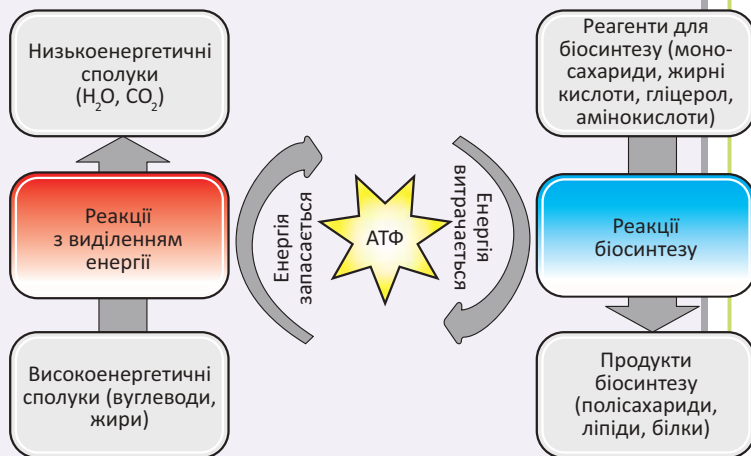 Низькоенергетичні
сполуки
(H₂O, CO₂)
Реакції
з виділенням
енергії
Високоенергетичні
сполуки (вуглеводи,
жири)
Енергія
запасається
АТФ
Енергія
витрачається
Реагенти для
біосинтезу (моно-
сахариди, жирні
кислоти, гліцерол,
амінокислоти)
Реакції
біосинтезу
Продукти
біосинтезу
(полісахариди,
ліпіди, білки)